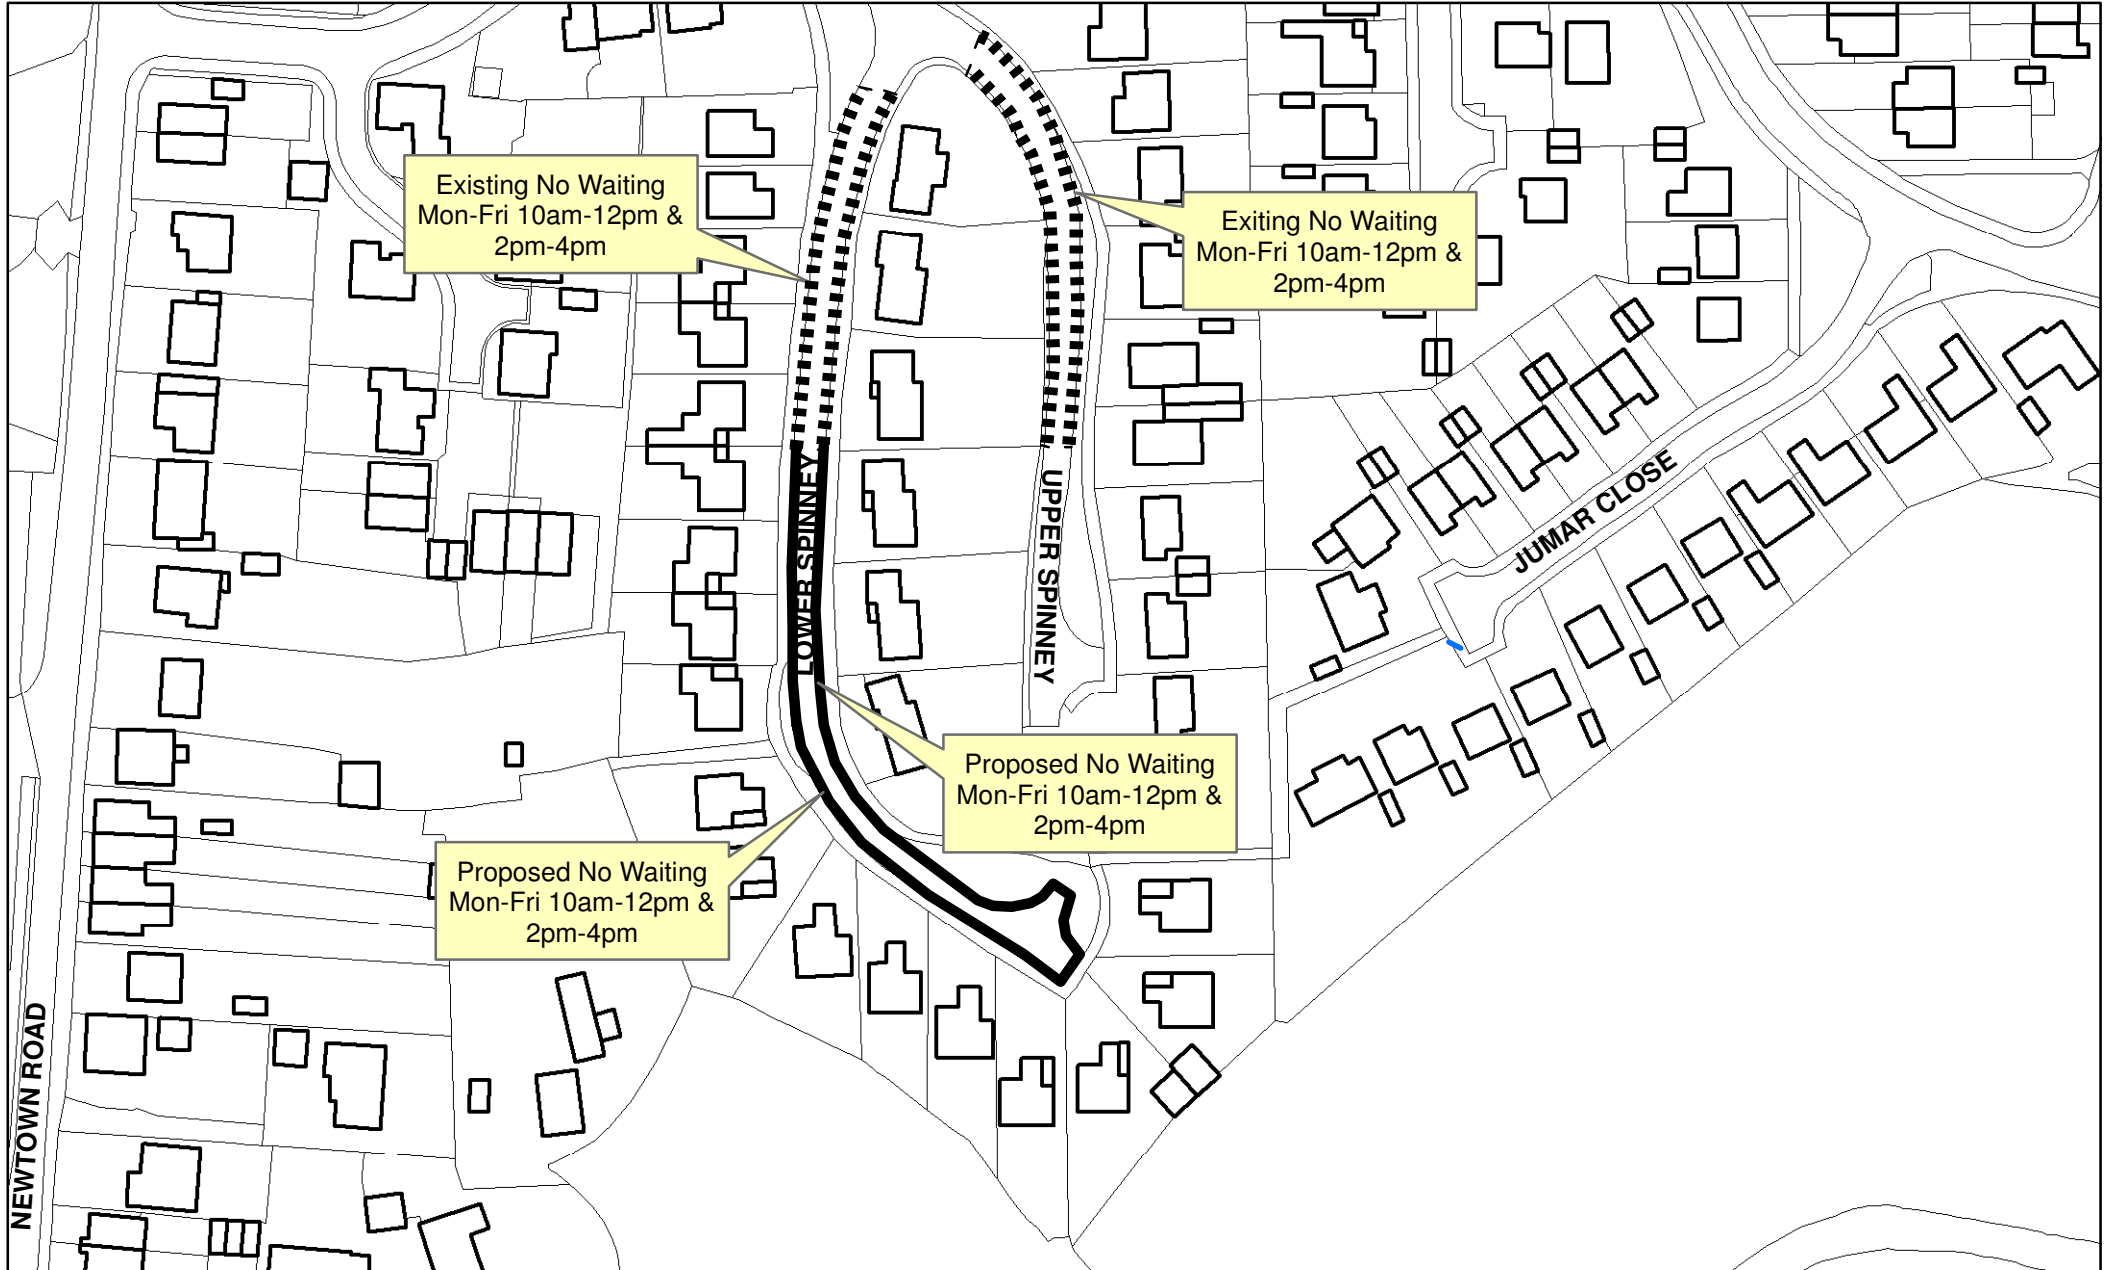 Existing No Waiting
Mon-Fri 10am-12pm &
2pm-4pm
Exiting No Waiting
Mon-Fri 10am-12pm &
2pm-4pm
LOWER SPINNEY
UPPER SPINNEY
JUMAR CLOSE
Proposed No Waiting
Mon-Fri 10am-12pm &
2pm-4pm
Proposed No Waiting
Mon-Fri 10am-12pm &
2pm-4pm
NEWTOWN ROAD